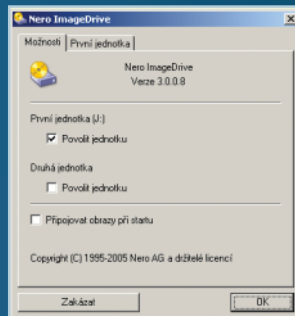 Nero ImageDrive
Možnosti První jednotka
Nero ImageDrive
Verze 3.0.0.8
První jednotka (J:)
Povolit jednotku
Druhá jednotka
Povolit jednotku
Připojovat obrazy při startu
Copyright (C) 1995-2005 Nero AG a držitelé licencí
Zakázat OK